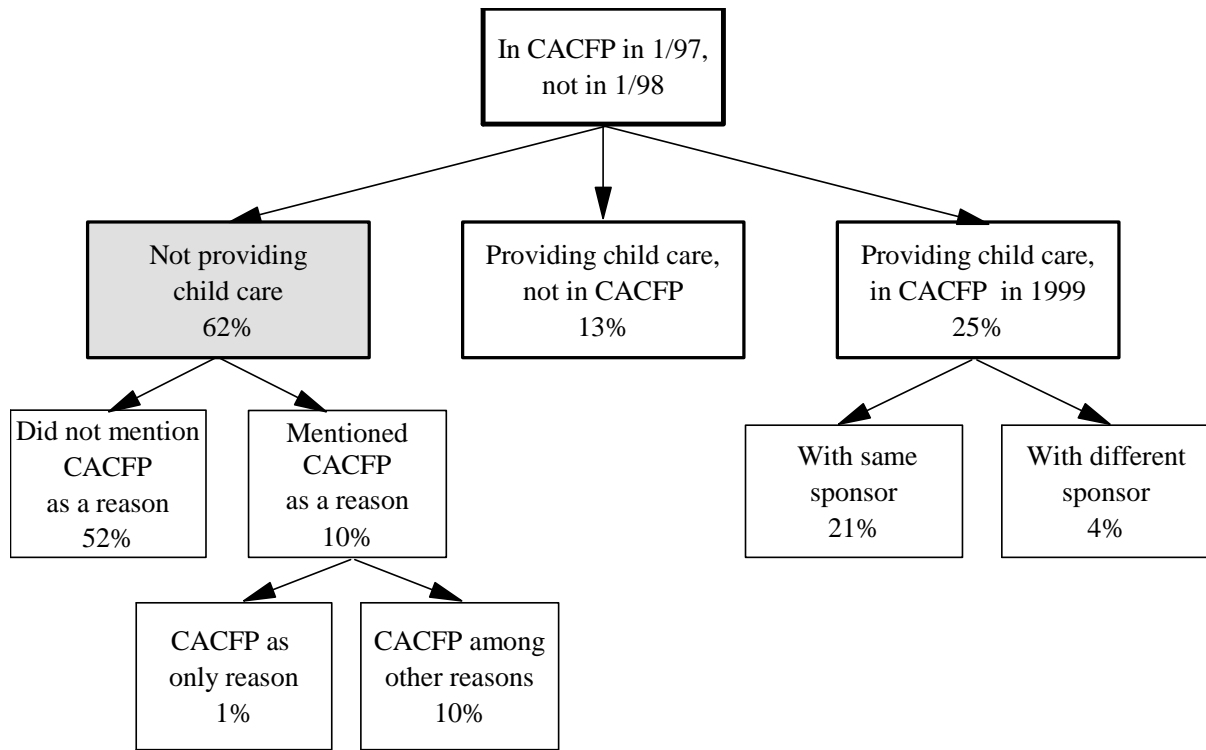 In CACFP in 1/97,
not in 1/98
Not providing
child care
62%
Providing child care,
not in CACFP
13%
Providing child care,
in CACFP in 1999
25%
Did not mention
CACFP
as a reason
52%
Mentioned
CACFP
as a reason
10%
With same
sponsor
21%
With different
sponsor
4%
CACFP as
only reason
1%
CACFP among
other reasons
10%